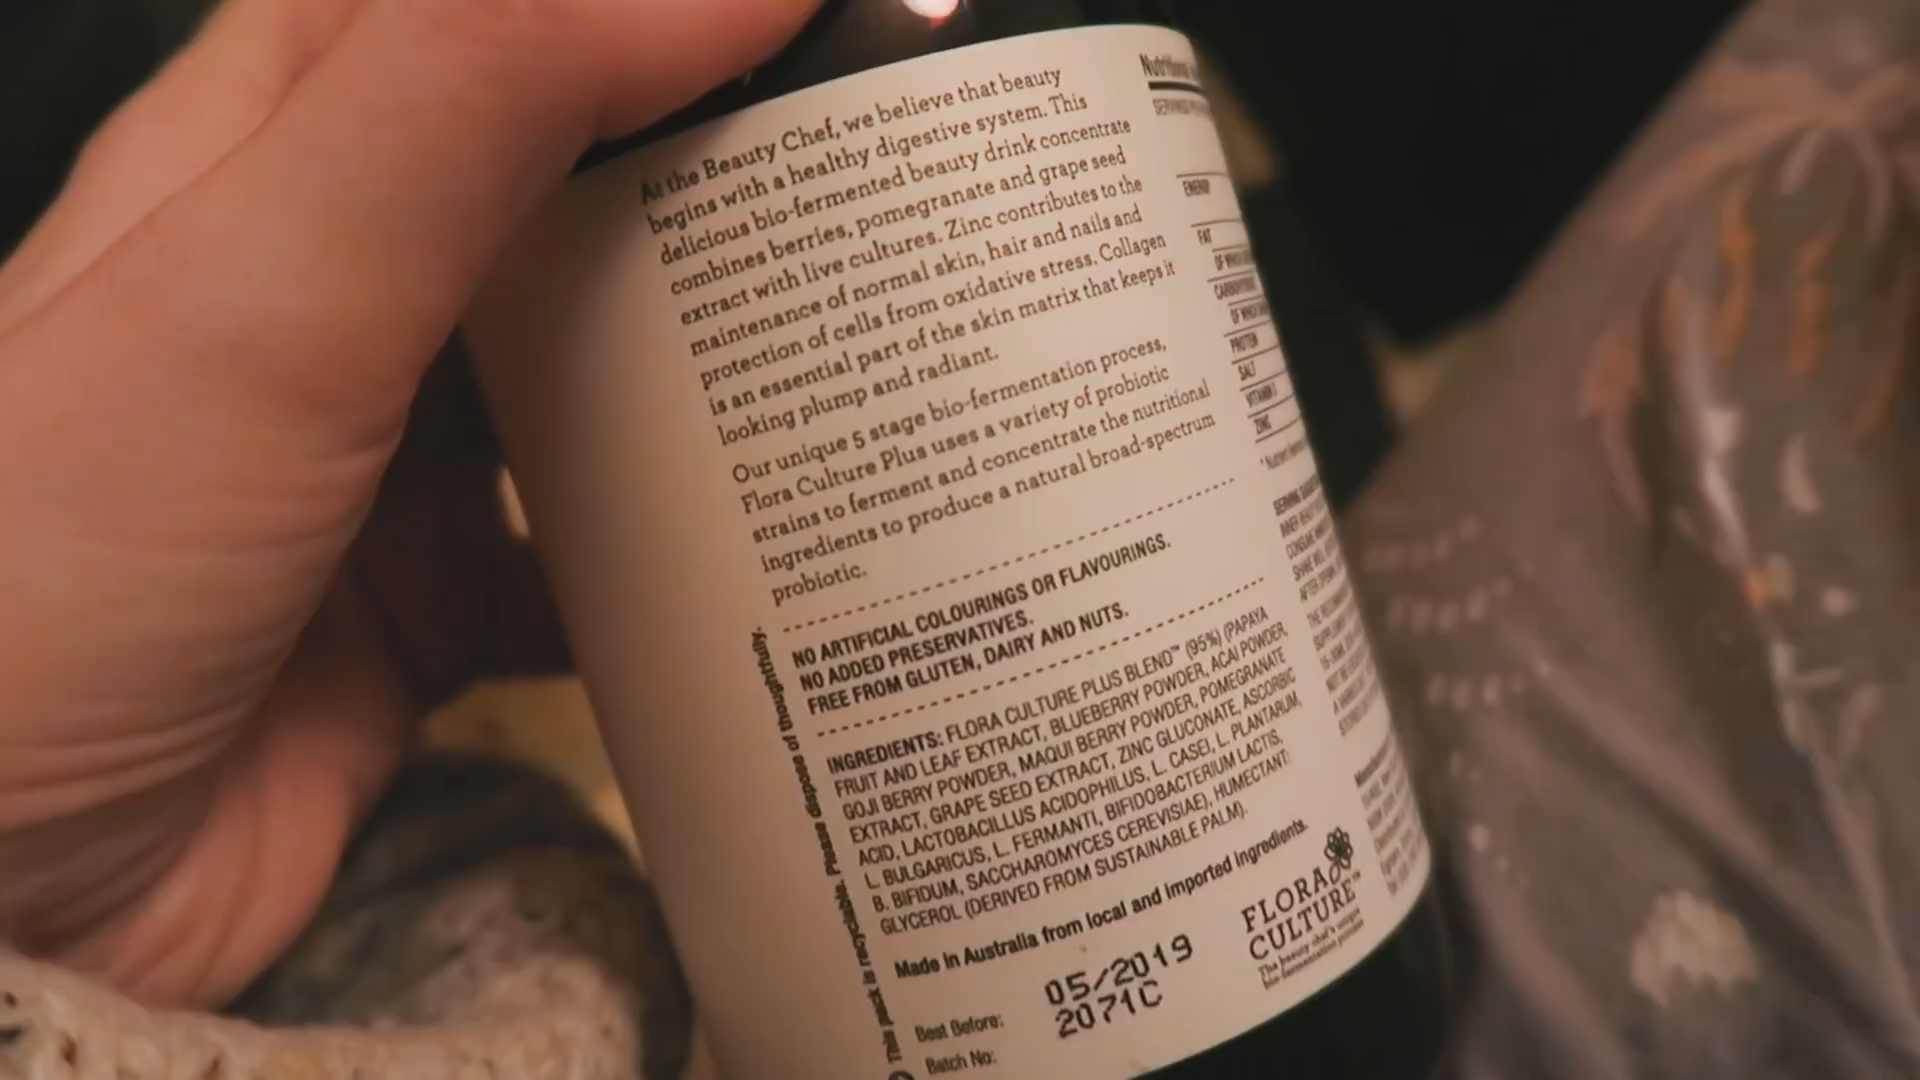 At the Beauty Chef, we believe that beauty
begins with a healthy digestive system. This
delicious bio-fermented beauty drink concentrate
combines berries, pomegranate and grape seed
extract with live cultures. Zinc contributes to the
maintenance of normal skin, hair and nails and
protection of cells from oxidative stress. Collagen
is an essential part of the skin matrix that keeps it
looking plump and radiant.
Our unique 5 stage bio-fermentation process,
Flora Culture Plus uses a variety of probiotic
strains to ferment and concentrate the nutritional
ingredients to produce a natural broad-spectrum
probiotic.
NO ARTIFICIAL COLOURINGS OR FLAVOURINGS.
NO ADDED PRESERVATIVES.
FREE FROM GLUTEN, DAIRY AND NUTS.
INGREDIENTS: FLORA CULTURE PLUS BLEND™ (95%) (PAPAYA
FRUIT AND LEAF EXTRACT, BLUEBERRY POWDER, ACAI POWDER,
GOJI BERRY POWDER, MAQUI BERRY POWDER, POMEGRANATE
EXTRACT, GRAPE SEED EXTRACT, ZINC GLUCONATE, ASCORBIC
ACID, LACTOBACILLUS ACIDOPHILUS, L. CASEI, L. PLANTARUM,
L. BULGARICUS, L. FERMANTI, BIFIDOBACTERIUM LACTIS,
B. BIFIDUM, SACCHAROMYCES CEREVISIAE), HUMECTANT:
GLYCEROL (DERIVED FROM SUSTAINABLE PALM).
Made in Australia from local and imported ingredients.
Best Before: 05/2019
Batch No: 2071C
FLORA
CULTURE™
The beauty chef's unique
bio-fermentation process
This pack is recyclable. Please dispose of thoughtfully.
Nutritional
ENERGY
FAT
PROTEIN
SALT
ZINC